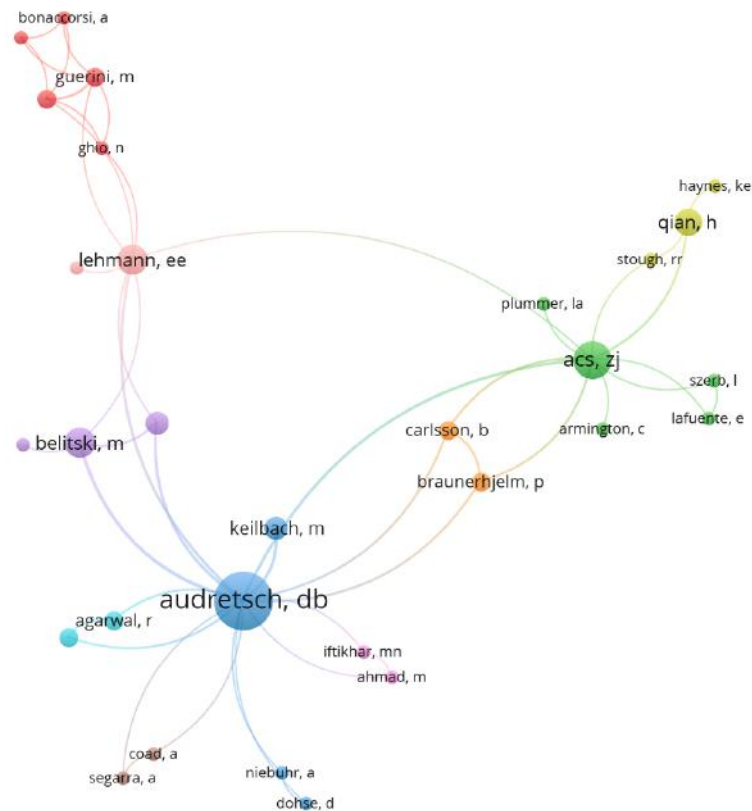 bonaccorsi, a
guerini, m
ghio, n
haynes, ke
qian, h
stough, rr
lehmann, ee
plummer, la
acs, zj
szerb, l
lafuente, e
carlsson, b
armington, c
belitski, m
braunerhjelm, p
keilbach, m
audretsch, db
agarwal, r
iftikhar, mn
ahmad, m
coad, a
niebuhr, a
segarra, a
dohse, d